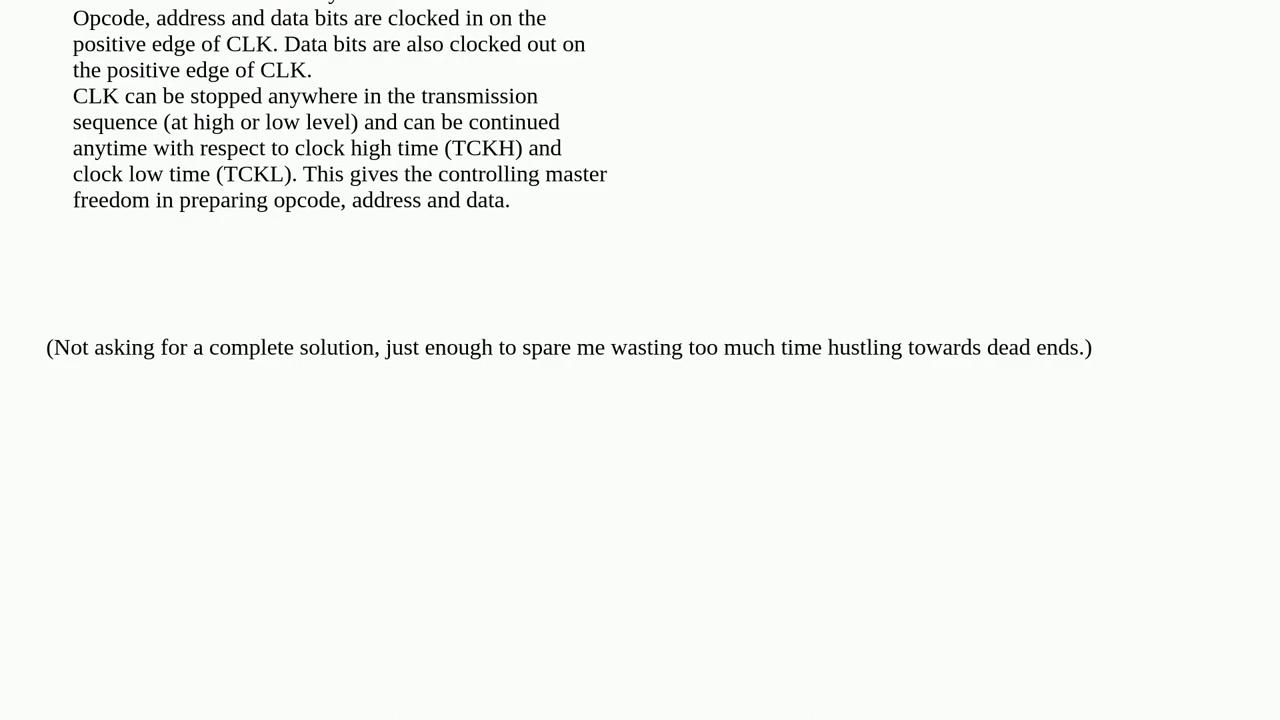 Opcode, address and data bits are clocked in on the
positive edge of CLK. Data bits are also clocked out on
the positive edge of CLK.
CLK can be stopped anywhere in the transmission
sequence (at high or low level) and can be continued
anytime with respect to clock high time (TCKH) and
clock low time (TCKL). This gives the controlling master
freedom in preparing opcode, address and data.
(Not asking for a complete solution, just enough to spare me wasting too much time hustling towards dead ends.)